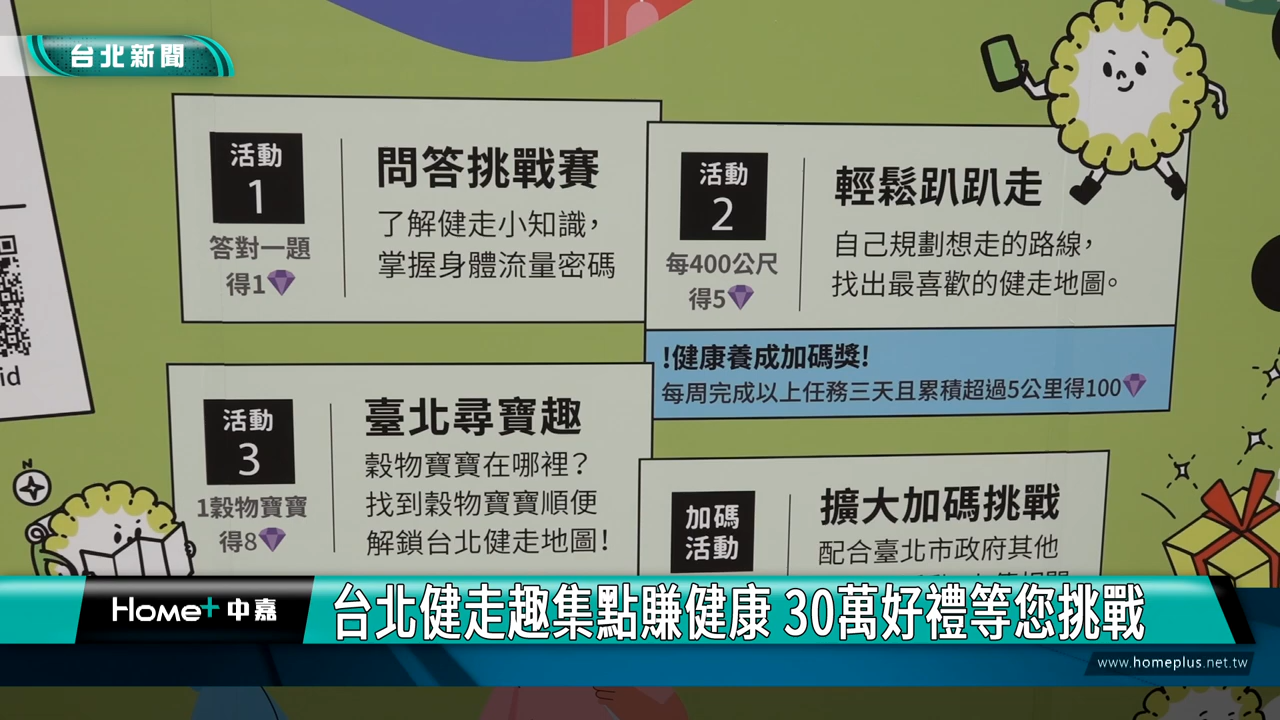 台北新聞
活動
1
答對一題
得1
問答挑戰賽
了解健走小知識，
掌握身體流量密碼
活動
2
每400公尺
得5
輕鬆趴趴走
自己規劃想走的路線，
找出最喜歡的健走地圖。
!健康養成加碼獎!
每周完成以上任務三天且累積超過5公里得100
id
活動
3
1穀物寶寶
得8
臺北尋寶趣
穀物寶寶在哪裡？
找到穀物寶寶順便
解鎖台北健走地圖！
N
加碼
活動
擴大加碼挑戰
配合臺北市政府其他
Home+ 中嘉
台北健走趣集點賺健康 30萬好禮等您挑戰
www.homeplus.net.tw